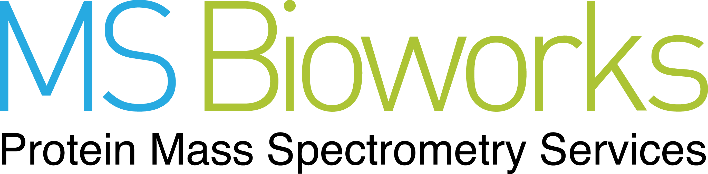 MS Bioworks
Protein Mass Spectrometry Services